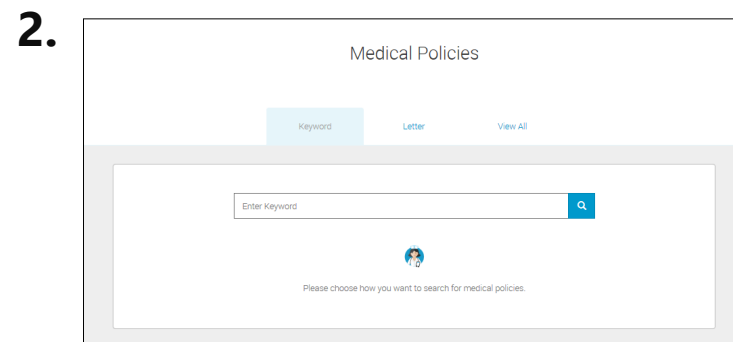 2.
Medical Policies
Keyword Letter View All
Enter Keyword
Please choose how you want to search for medical policies.